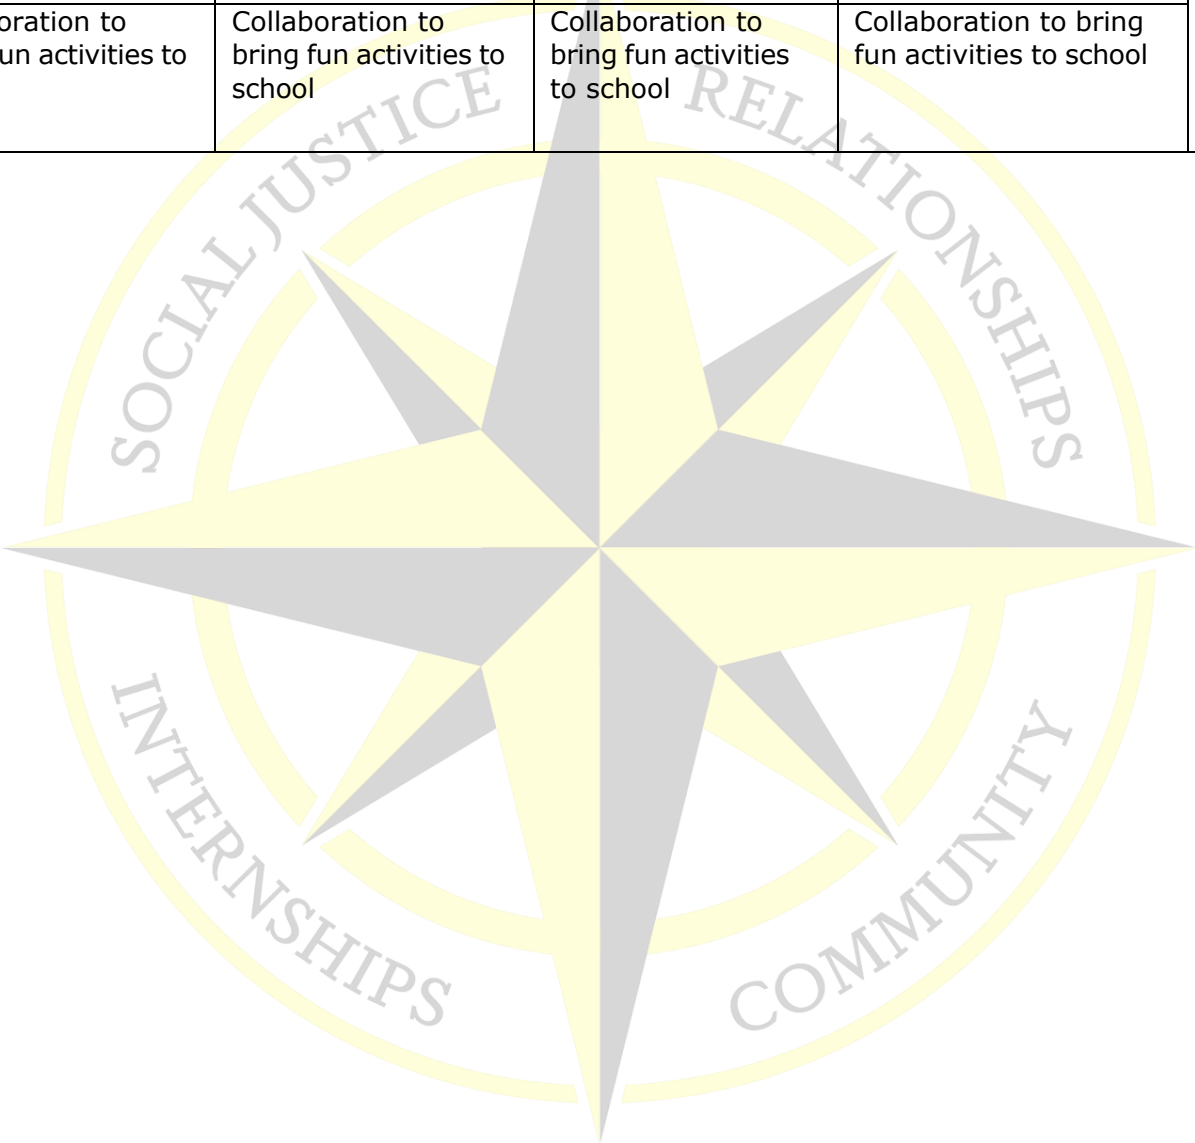 oration to
un activities to
Collaboration to
bring fun activities to
school
Collaboration to
bring fun activities
to school
Collaboration to bring
fun activities to school
SOCIAL JUSTICE
RELATIONSHIPS
INTERNSHIPS
COMMUNITY